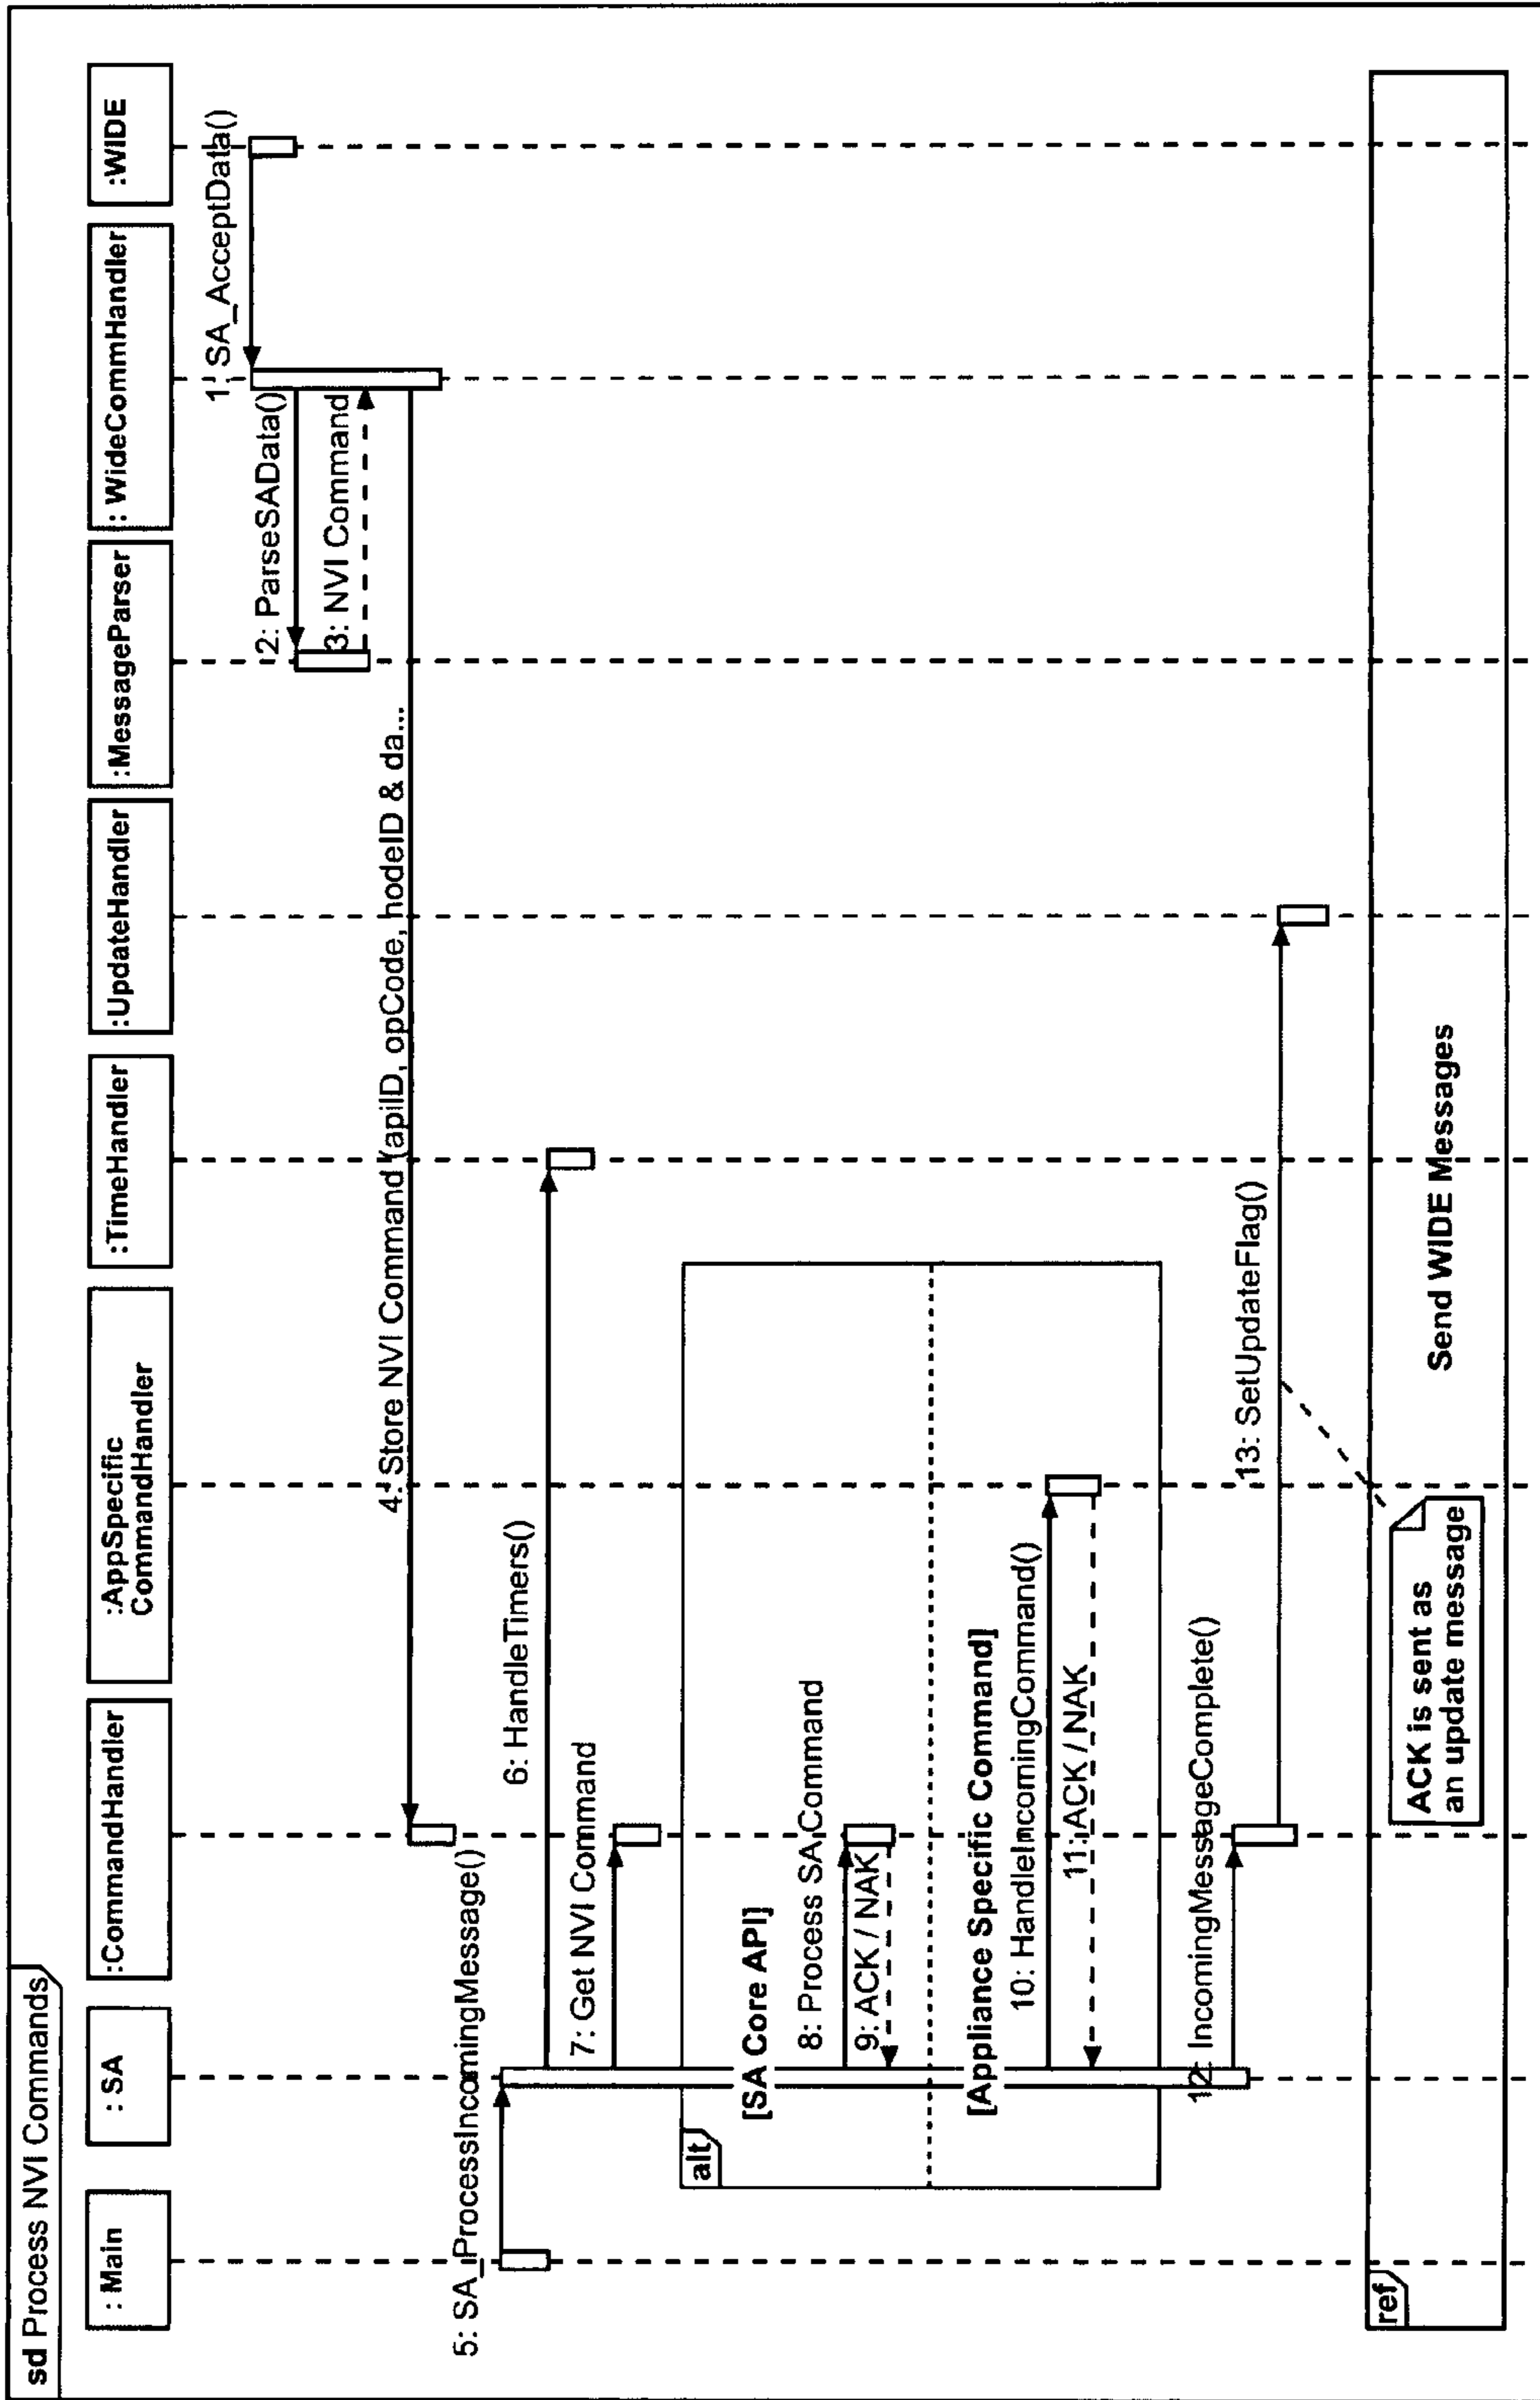 sd Process NVI Commands
: Main
: SA
:CommandHandler
:AppSpecific
CommandHandler
:TimeHandler
:UpdateHandler
:MessageParser
: WideCommHandler
:WIDE
1: SA_AcceptData()
2: ParseSAData()
3: NVI Command
4: Store NVI Command (apiID, opCode, nodeID & da...
5: SA_ProcessIncomingMessage()
6: HandleTimers()
7: Get NVI Command
alt
[SA Core API]
8: Process SA Command
9: ACK / NAK
[Appliance Specific Command]
10: HandleIncomingCommand()
11: ACK / NAK
12: IncomingMessageComplete()
13: SetUpdateFlag()
ref
Send WIDE Messages
ACK is sent as
an update message